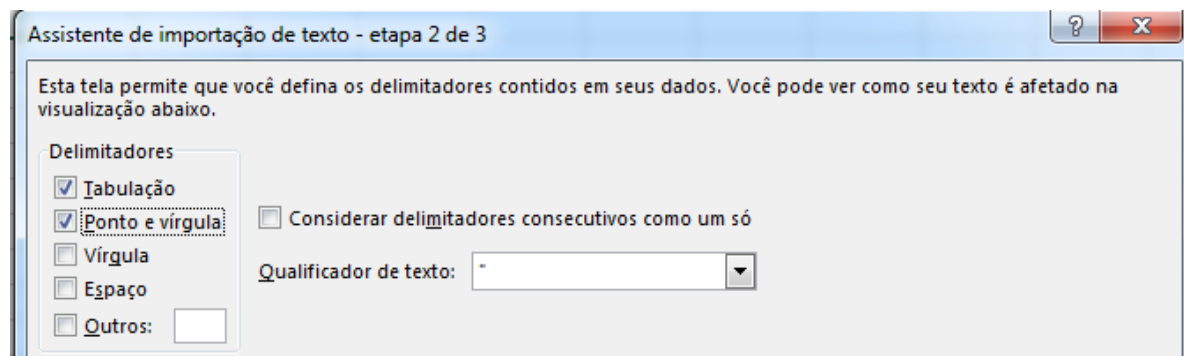 Assistente de importação de texto - etapa 2 de 3
Esta tela permite que você defina os delimitadores contidos em seus dados. Você pode ver como seu texto é afetado na
visualização abaixo.
Delimitadores
Tabulação
Ponto e vírgula
Considerar delimitadores consecutivos como um só
Vírgula
Qualificador de texto: "
Espaço
Outros: